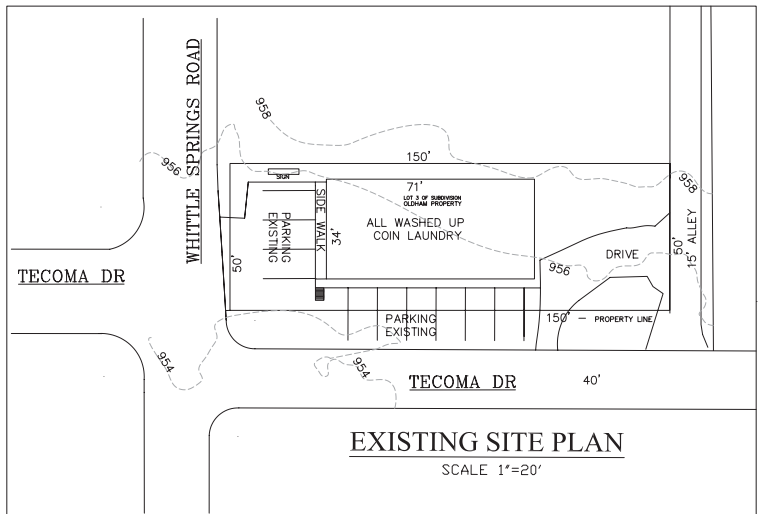 WHITTLE SPRINGS ROAD
958
956
150'
SIGN
71'
LOT 3 OF SUBDIVISION
OLDHAM PROPERTY
ALL WASHED UP
COIN LAUNDRY
SIDE WALK
34'
PARKING
EXISTING
50'
958
15' ALLEY
50'
DRIVE
956
TECOMA DR
PARKING
EXISTING
150' — PROPERTY LINE
954
954
TECOMA DR
40'
EXISTING SITE PLAN
SCALE 1"=20'